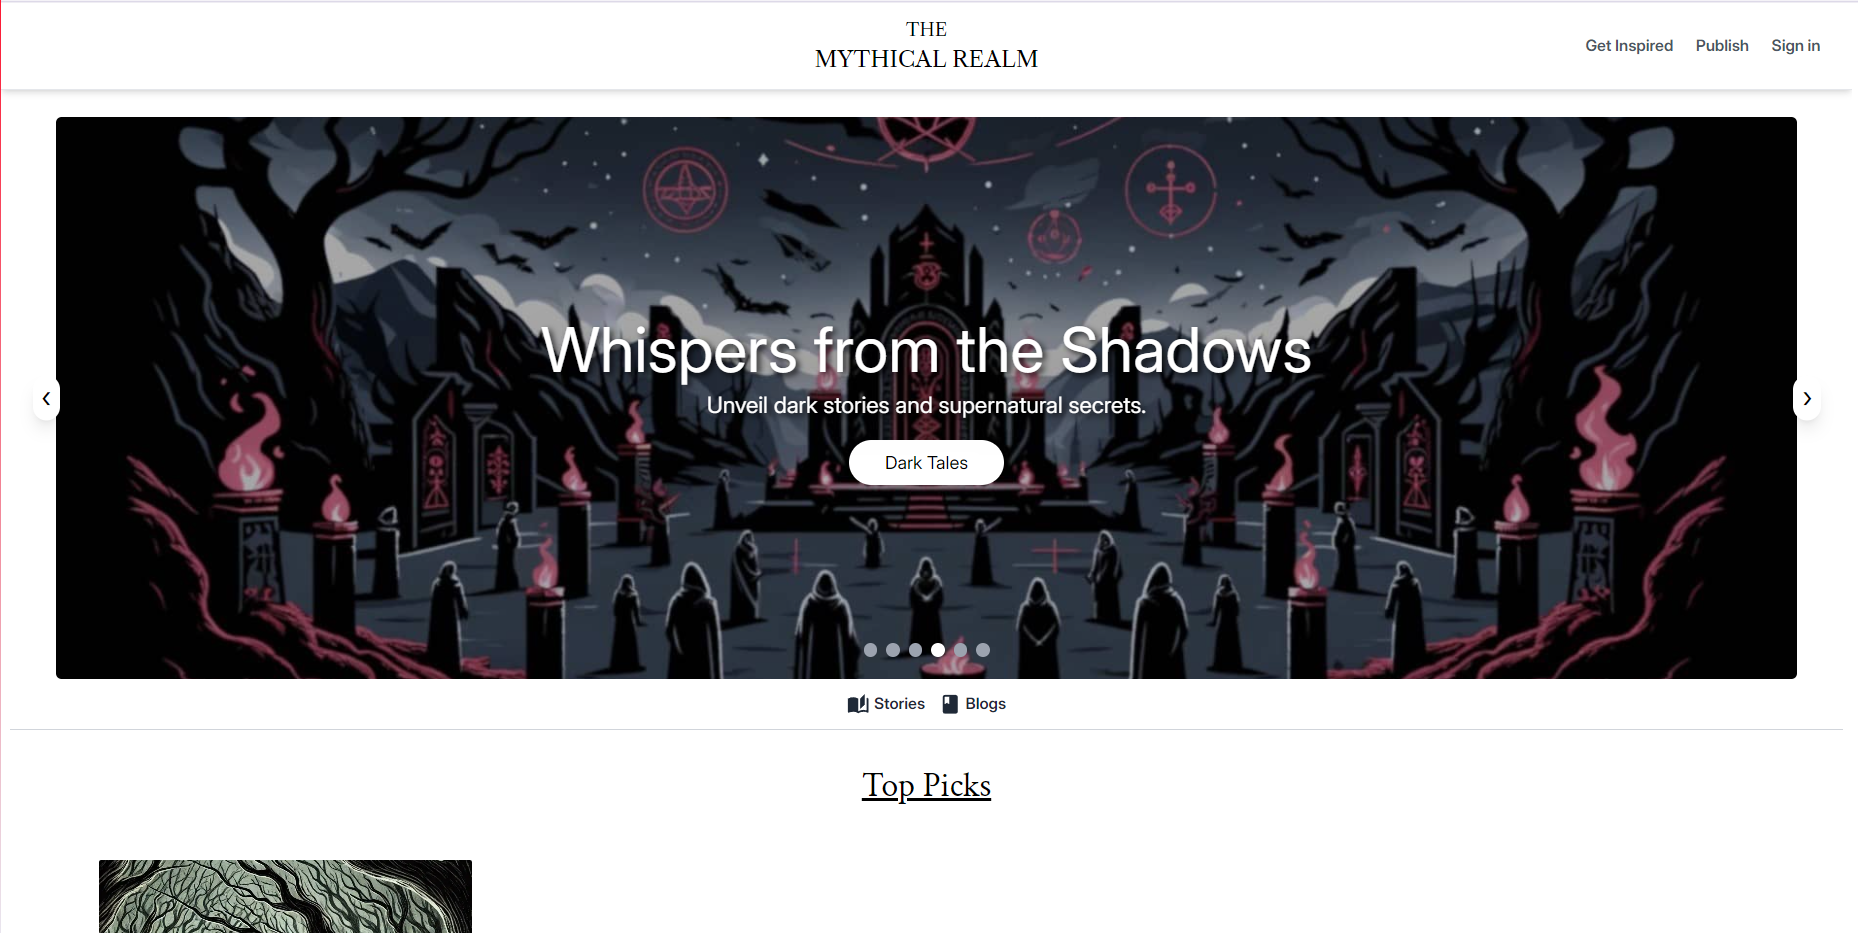 THE
MYTHICAL REALM
Get Inspired Publish Sign in
Whispers from the Shadows
Unveil dark stories and supernatural secrets.
Dark Tales
Stories Blogs
Top Picks